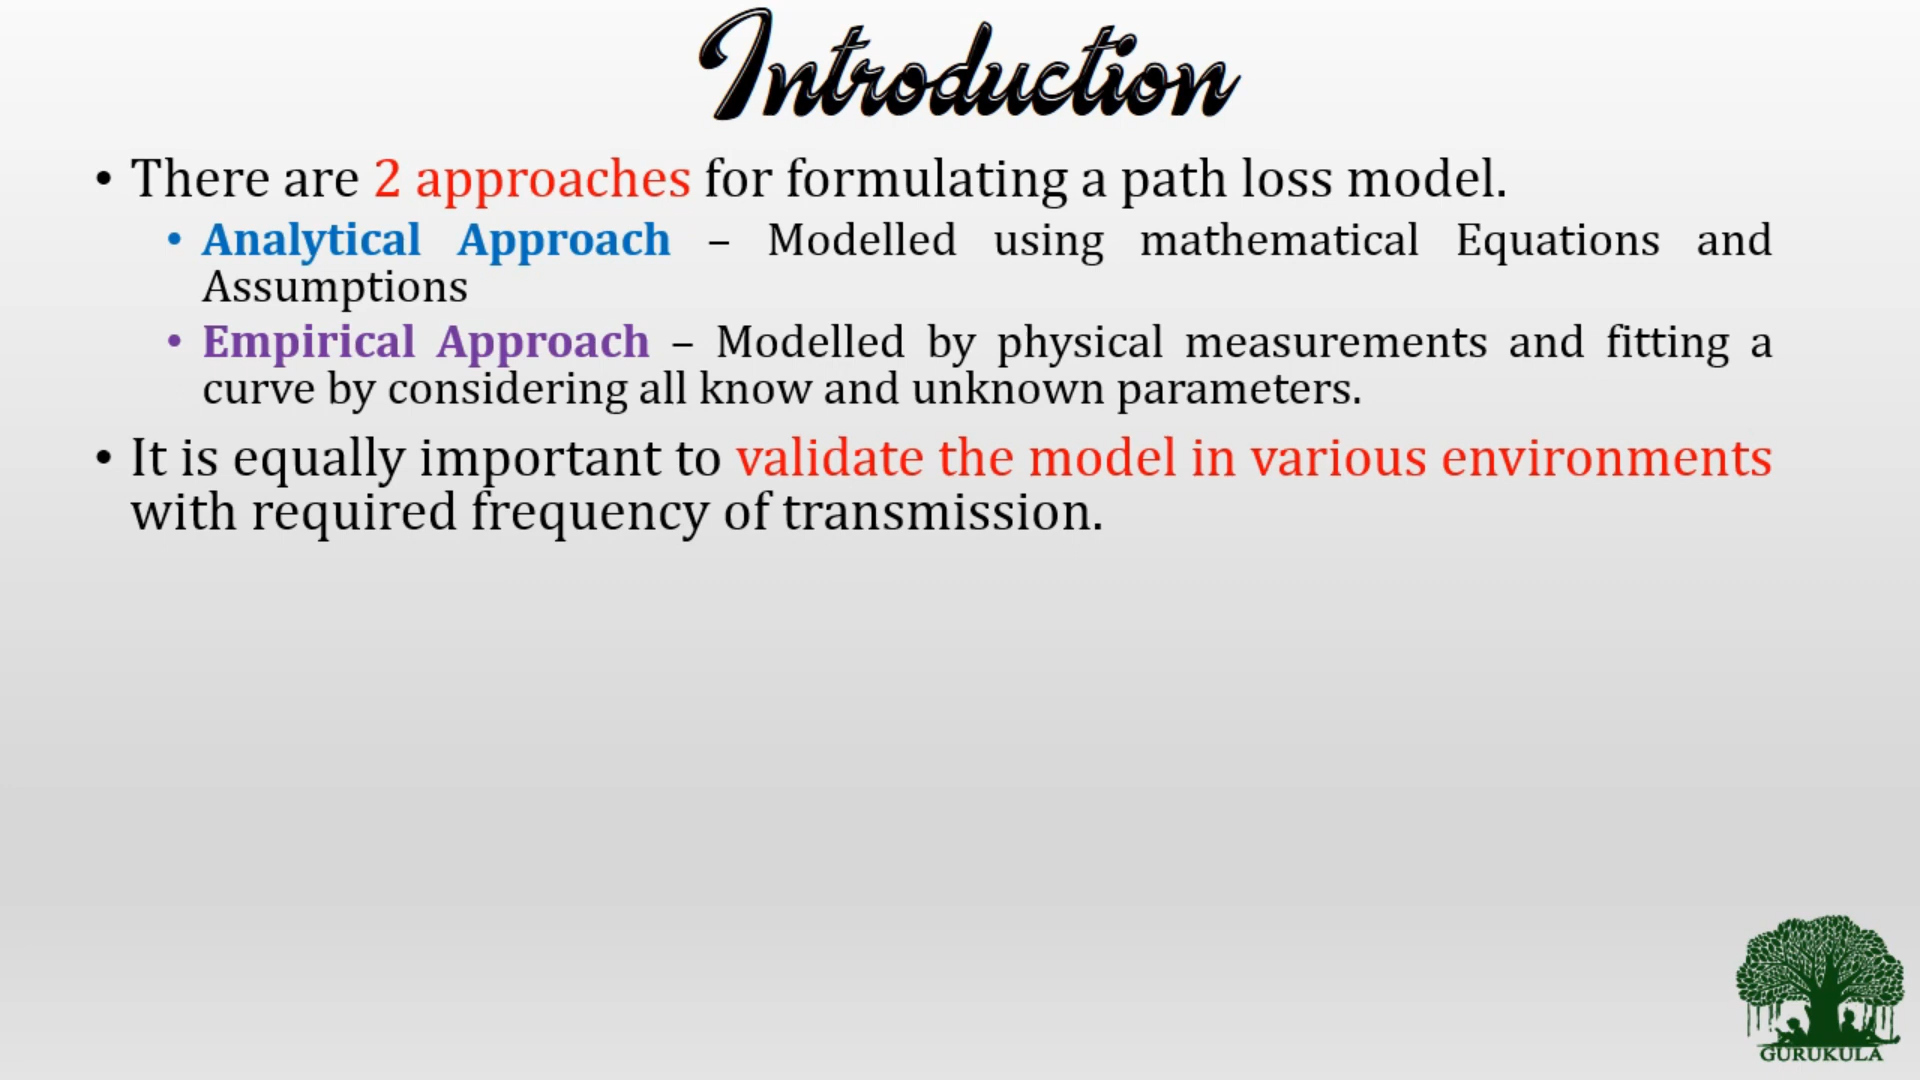 Introduction
• There are 2 approaches for formulating a path loss model.
• Analytical Approach – Modelled using mathematical Equations and
Assumptions
• Empirical Approach – Modelled by physical measurements and fitting a
curve by considering all know and unknown parameters.
• It is equally important to validate the model in various environments
with required frequency of transmission.
GURUKULA